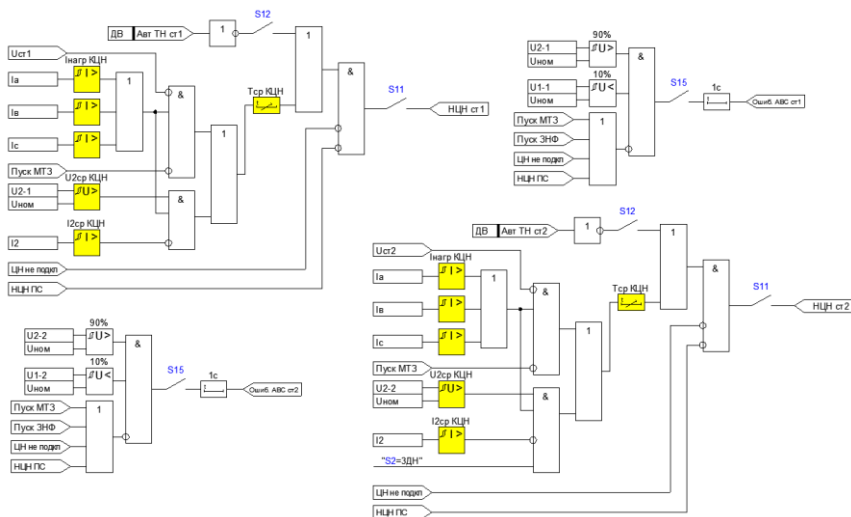 ДВ Авт ТН ст1
1
S12
1
Uст1
Iнагр КЦН
Ia
I >
1
&
Iв
I >
Ic
I >
Тср КЦН
1
&
S11
НЦН ст1
Пуск МТЗ
U2ср КЦН
U2-1
Uном
U>
&
I2ср КЦН
I2
I >
ЦН не подкл
НЦН ПС
90%
U2-1
Uном
U>
&
10%
U1-1
Uном
U<
S15
1с
Ошиб. АВС ст1
Пуск МТЗ
1
Пуск ЗНФ
ЦН не подкл
НЦН ПС
90%
U2-2
Uном
U>
&
10%
U1-2
Uном
U<
S15
1с
Ошиб. АВС ст2
Пуск МТЗ
1
Пуск ЗНФ
ЦН не подкл
НЦН ПС
ДВ Авт ТН ст2
1
S12
1
Uст2
Iнагр КЦН
Ia
I >
1
&
Iв
I >
Ic
I >
Тср КЦН
1
&
S11
НЦН ст2
Пуск МТЗ
U2ср КЦН
U2-2
Uном
U>
&
I2ср КЦН
I2
I >
"S2=ЗДН"
ЦН не подкл
НЦН ПС